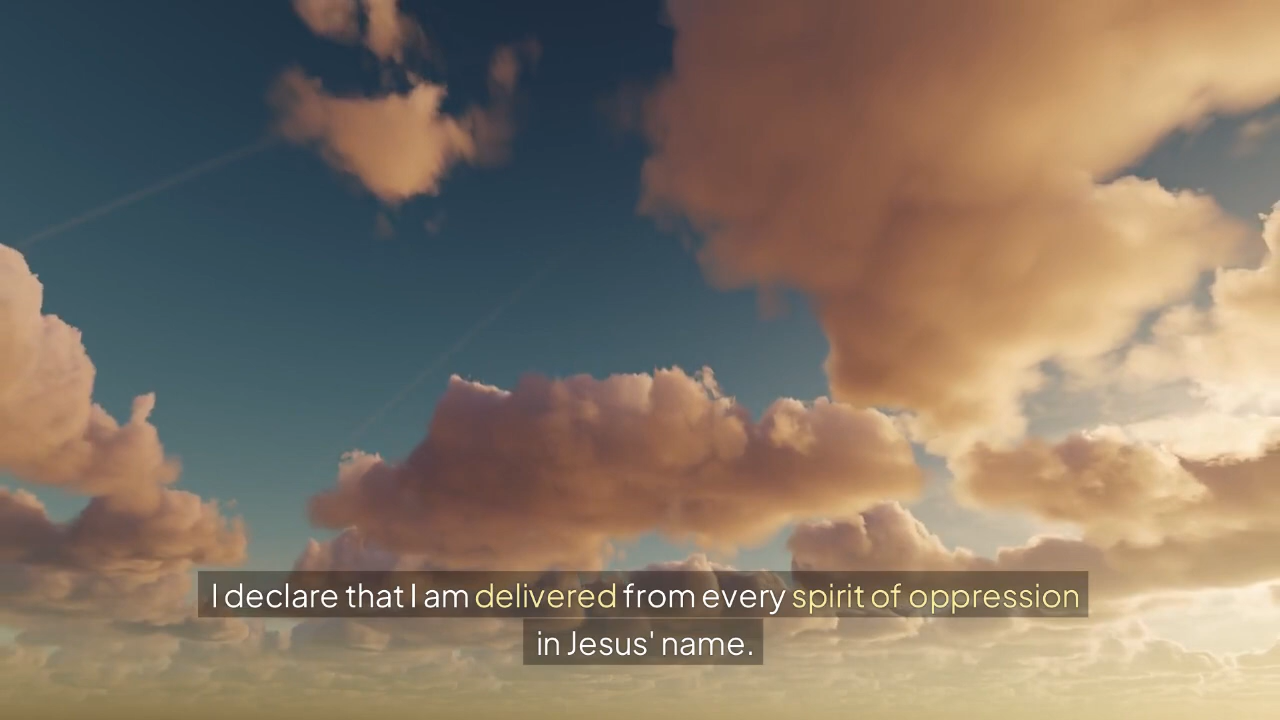 I declare that I am delivered from every spirit of oppression
in Jesus' name.